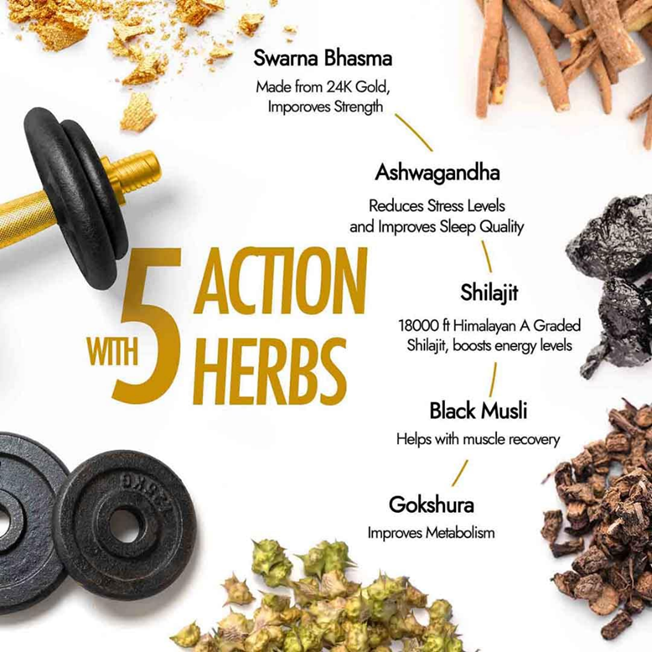 Swarna Bhasma
Made from 24K Gold,
Imporoves Strength
Ashwagandha
Reduces Stress Levels
and Improves Sleep Quality
WITH 5 ACTION
HERBS
Shilajit
18000 ft Himalayan A Graded
Shilajit, boosts energy levels
Black Musli
Helps with muscle recovery
Gokshura
Improves Metabolism